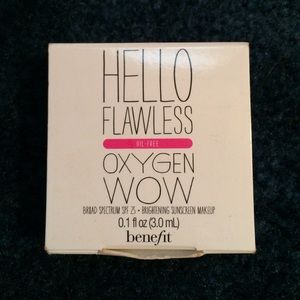 HELLO
FLAWLESS
OIL-FREE
OXYGEN
WOW
BROAD SPECTRUM SPF 25 • BRIGHTENING SUNSCREEN MAKEUP
0.1 fl oz (3.0 mL)
benefit